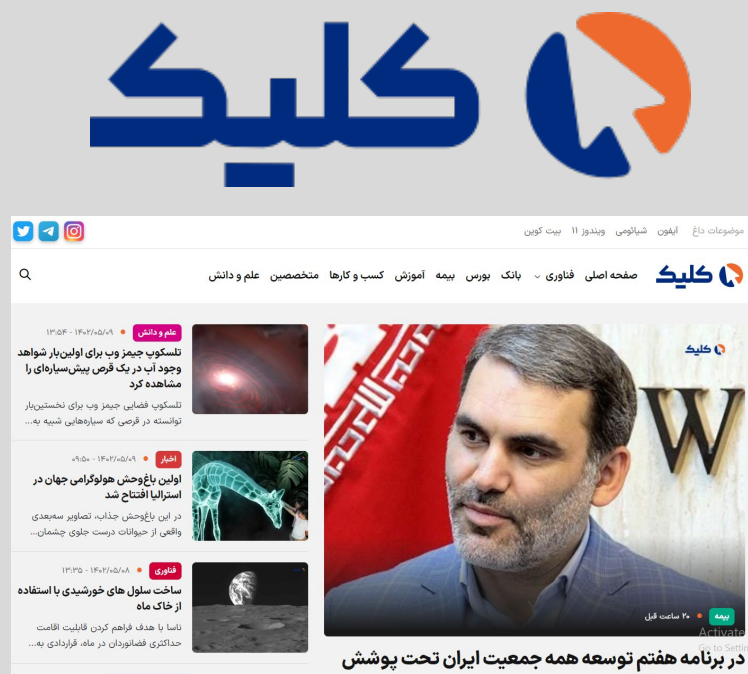 کلیک
موضوعات داغ آیفون شیائومی ویندوز ۱۱ بیت کوین
کلیک
صفحه اصلی فناوری بانک بورس بیمه آموزش کسب و کارها متخصصین علم و دانش
کلیک
W
بیمه ۲۰ ساعت قبل
در برنامه هفتم توسعه همه جمعیت ایران تحت پوشش
علم و دانش ۱۴۰۲/۰۵/۰۹ - ۱۳:۵۴
تلسکوپ جیمز وب برای اولین‌بار شواهد
وجود آب در یک قرص پیش‌سیاره‌ای را
مشاهده کرد
تلسکوپ فضایی جیمز وب برای نخستین‌بار
توانسته در قرصی که سیاره‌هایی شبیه به...
اخبار ۱۴۰۲/۰۵/۰۹ - ۰۹:۵۰
اولین باغ‌وحش هولوگرامی جهان در
استرالیا افتتاح شد
در این باغ‌وحش جذاب، تصاویر سه‌بعدی
واقعی از حیوانات درست جلوی چشمان...
فناوری ۱۴۰۲/۰۵/۰۸ - ۱۳:۳۵
ساخت سلول های خورشیدی با استفاده
از خاک ماه
ناسا با هدف فراهم کردن قابلیت اقامت
حداکثری فضانوردان در ماه، قراردادی به...
Activate
Go to Settin